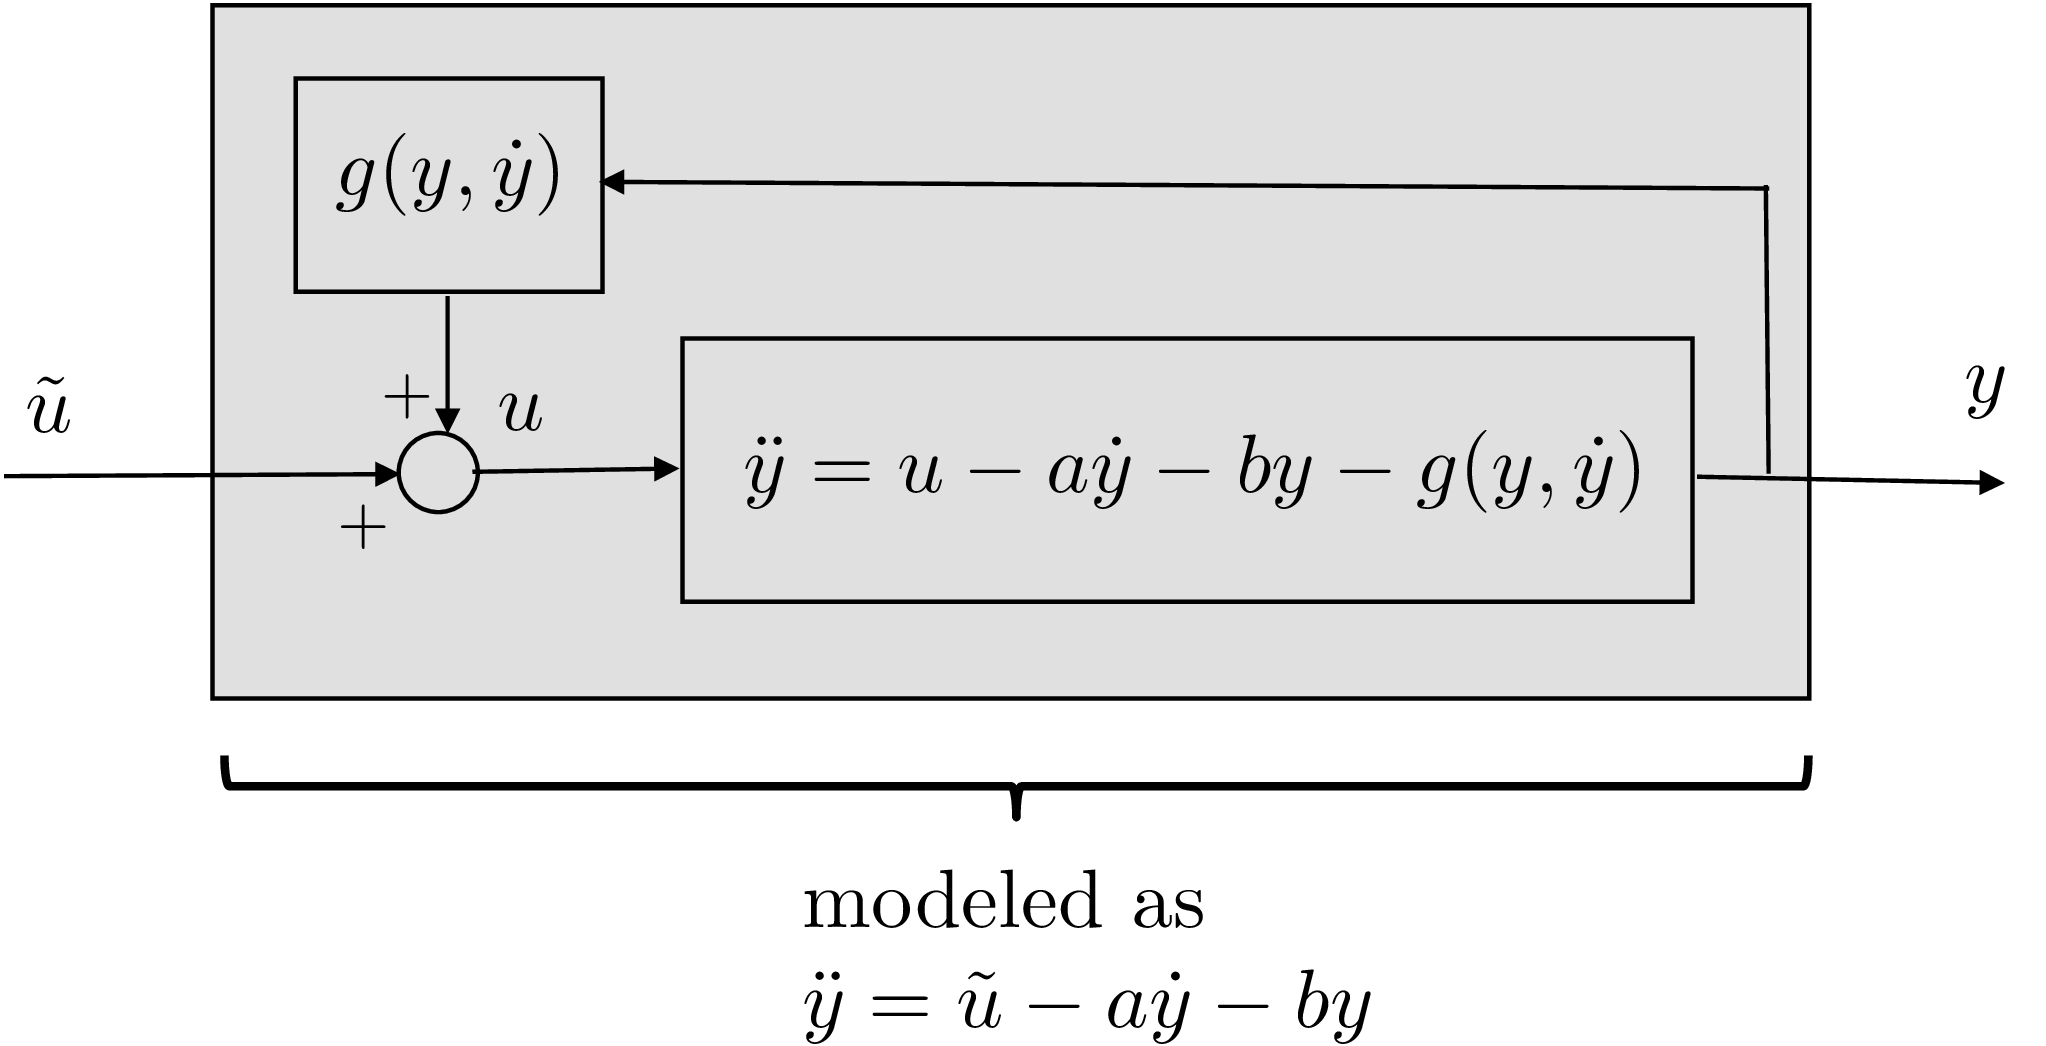 g(y, ẏ)
ũ
+
u
+
ÿ = u − aẏ − by − g(y, ẏ)
y
modeled as
ÿ = ũ − aẏ − by